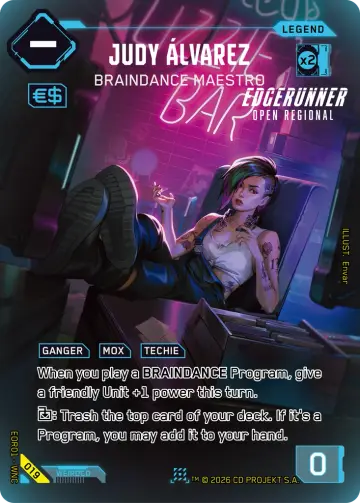 LEGEND
—
JUDY ÁLVAREZ
x2
BRAINDANCE MAESTRO
€$
EDGERUNNER
OPEN REGIONAL
BAR
ILLUST. Envar
GANGER
MOX
TECHIE
When you play a BRAINDANCE Program, give
a friendly Unit +1 power this turn.
: Trash the top card of your deck. If it's a
Program, you may add it to your hand.
019
0
™ © 2026 CD PROJEKT S.A.